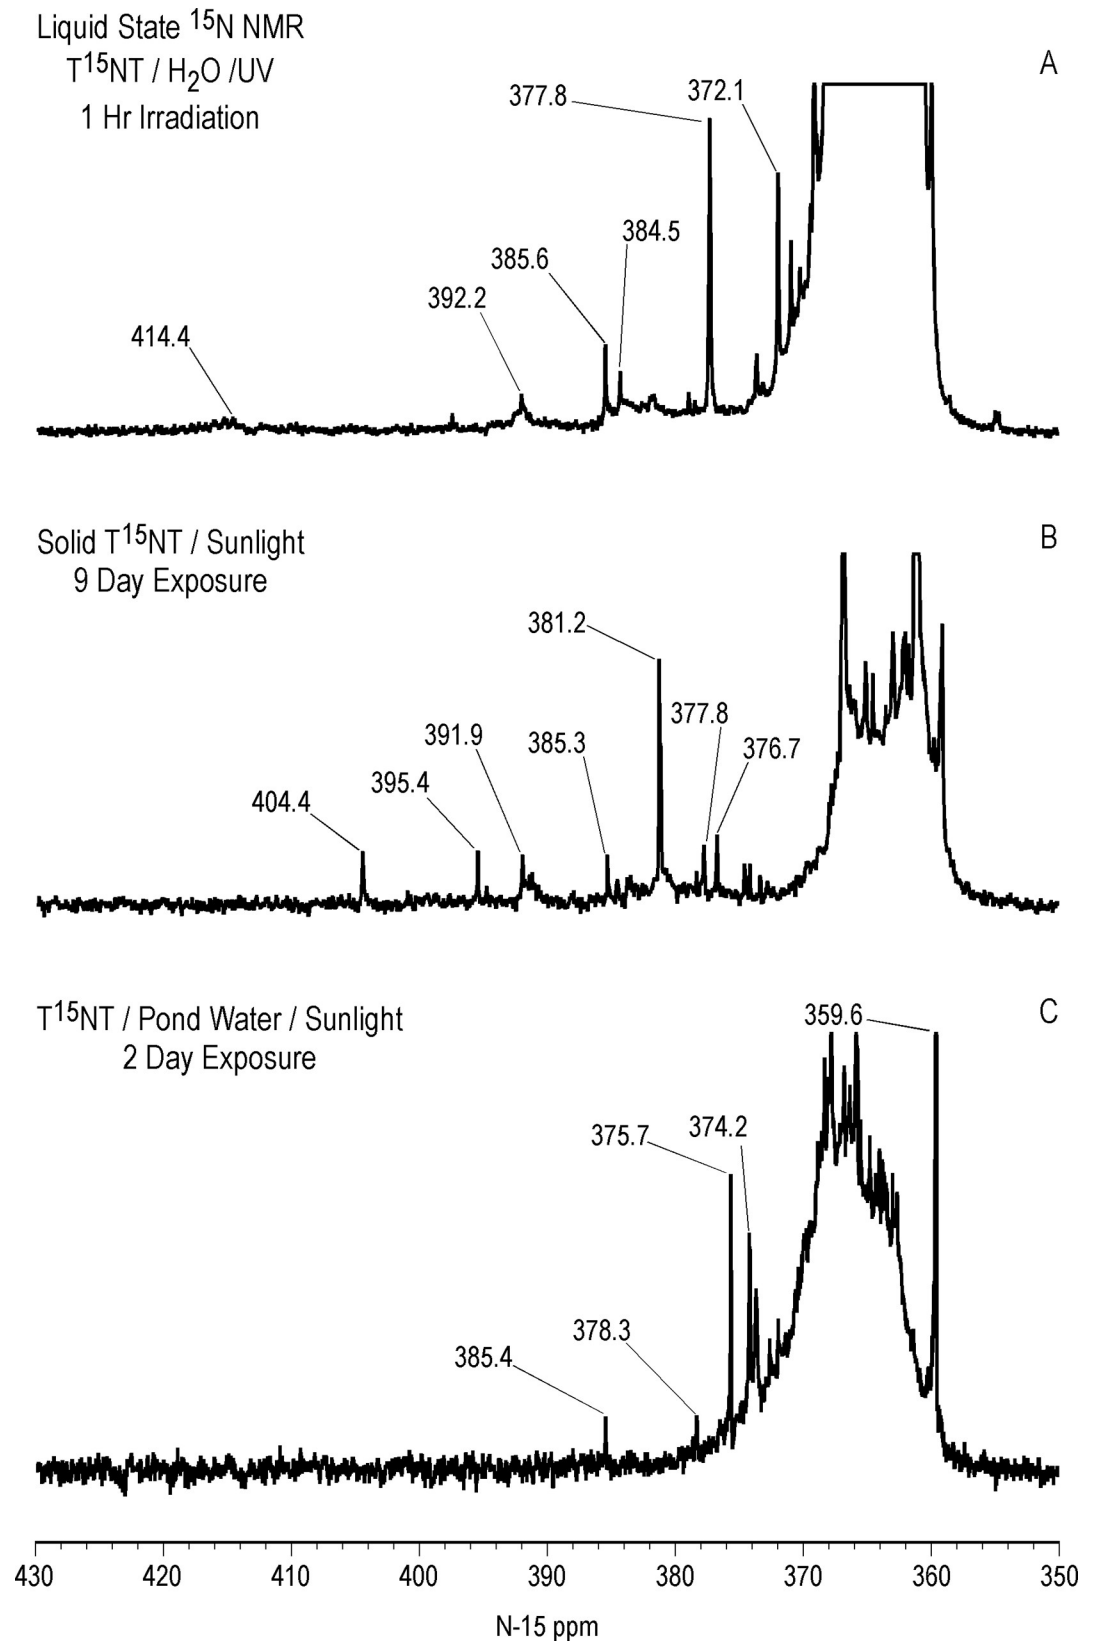 Liquid State ¹⁵N NMR
T¹⁵NT / H₂O /UV
1 Hr Irradiation
A
377.8
372.1
384.5
385.6
392.2
414.4
Solid T¹⁵NT / Sunlight
9 Day Exposure
B
381.2
377.8
391.9
385.3
376.7
395.4
404.4
T¹⁵NT / Pond Water / Sunlight
2 Day Exposure
C
359.6
375.7
374.2
378.3
385.4
430 420 410 400 390 380 370 360 350
N-15 ppm